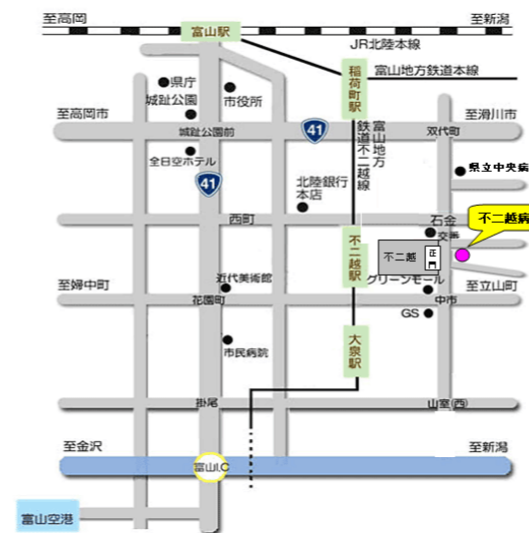 至高岡
至新潟
富山駅
JR北陸本線
稲荷町駅
富山地方鉄道本線
県庁
城趾公園
市役所
至高岡市
城趾公園前
41
富山地方
鉄道不二越線
双代町
至滑川市
全日空ホテル
41
県立中央病
北陸銀行
本店
西町
石金
不二越病
交番
不二越
正門
不二越駅
至婦中町
近代美術館
グリーンモール
至立山町
花園町
中市
GS
市民病院
大泉駅
掛尾
山室(西)
至金沢
至新潟
富山I.C
富山空港